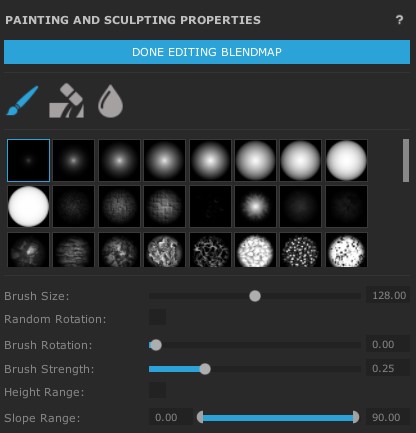 PAINTING AND SCULPTING PROPERTIES ?
DONE EDITING BLENDMAP
Brush Size: 128.00
Random Rotation:
Brush Rotation: 0.00
Brush Strength: 0.25
Height Range:
Slope Range: 0.00 90.00